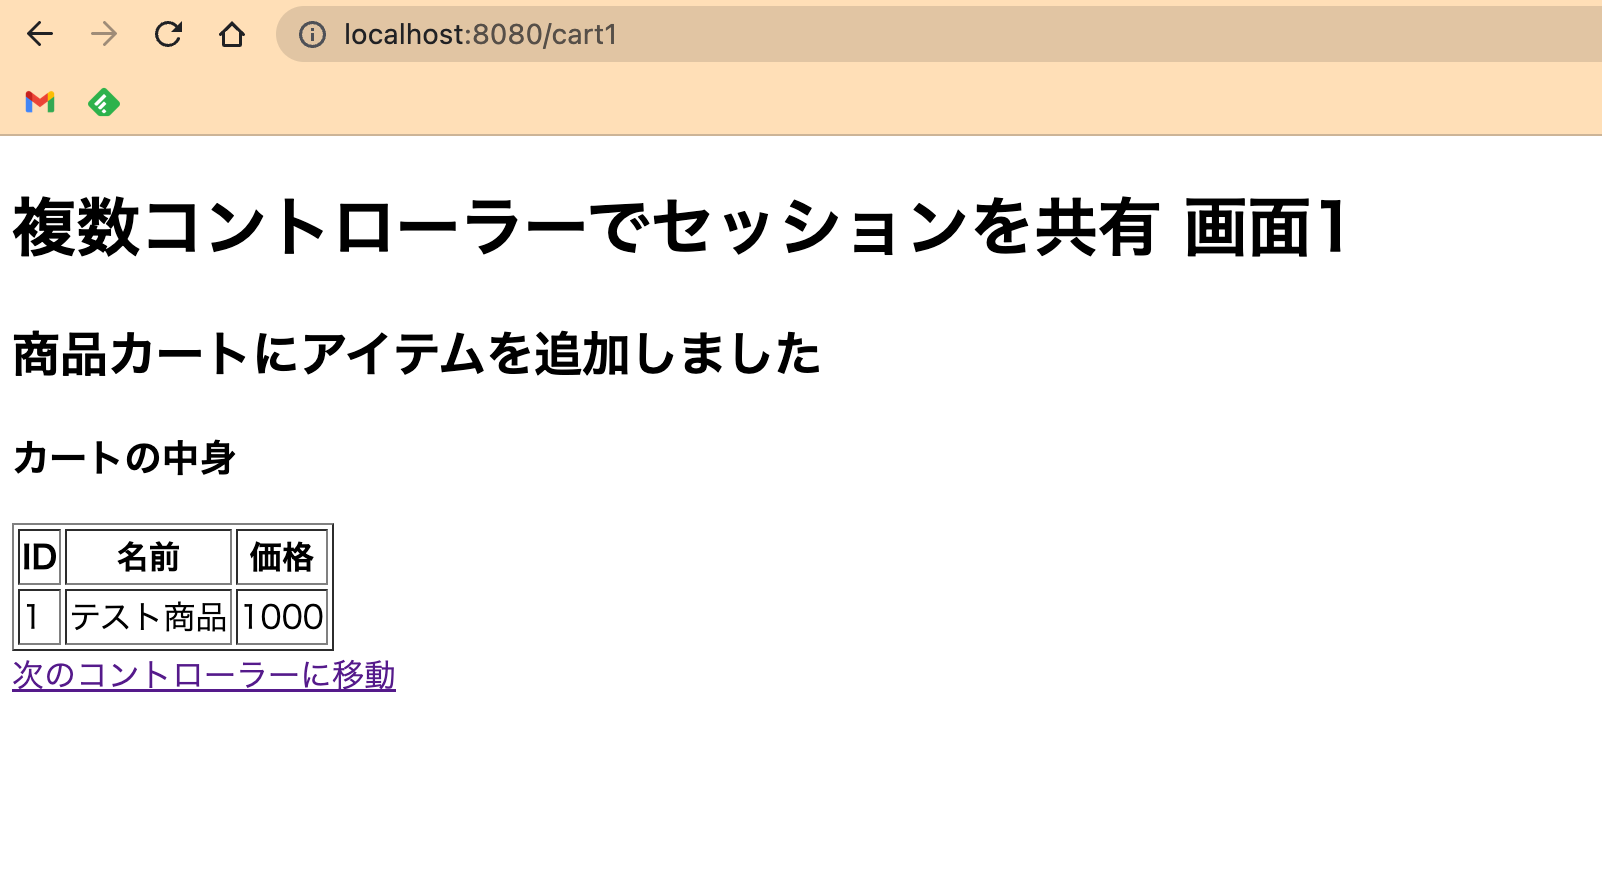 localhost:8080/cart1
複数コントローラーでセッションを共有 画面1
商品カートにアイテムを追加しました
カートの中身
ID 名前 価格
1 テスト商品 1000
次のコントローラーに移動